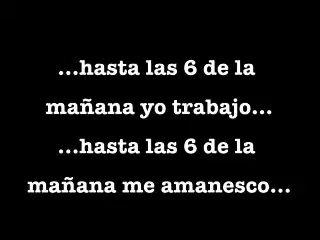 ...hasta las 6 de la
mañana yo trabajo...
...hasta las 6 de la
mañana me amanesco...